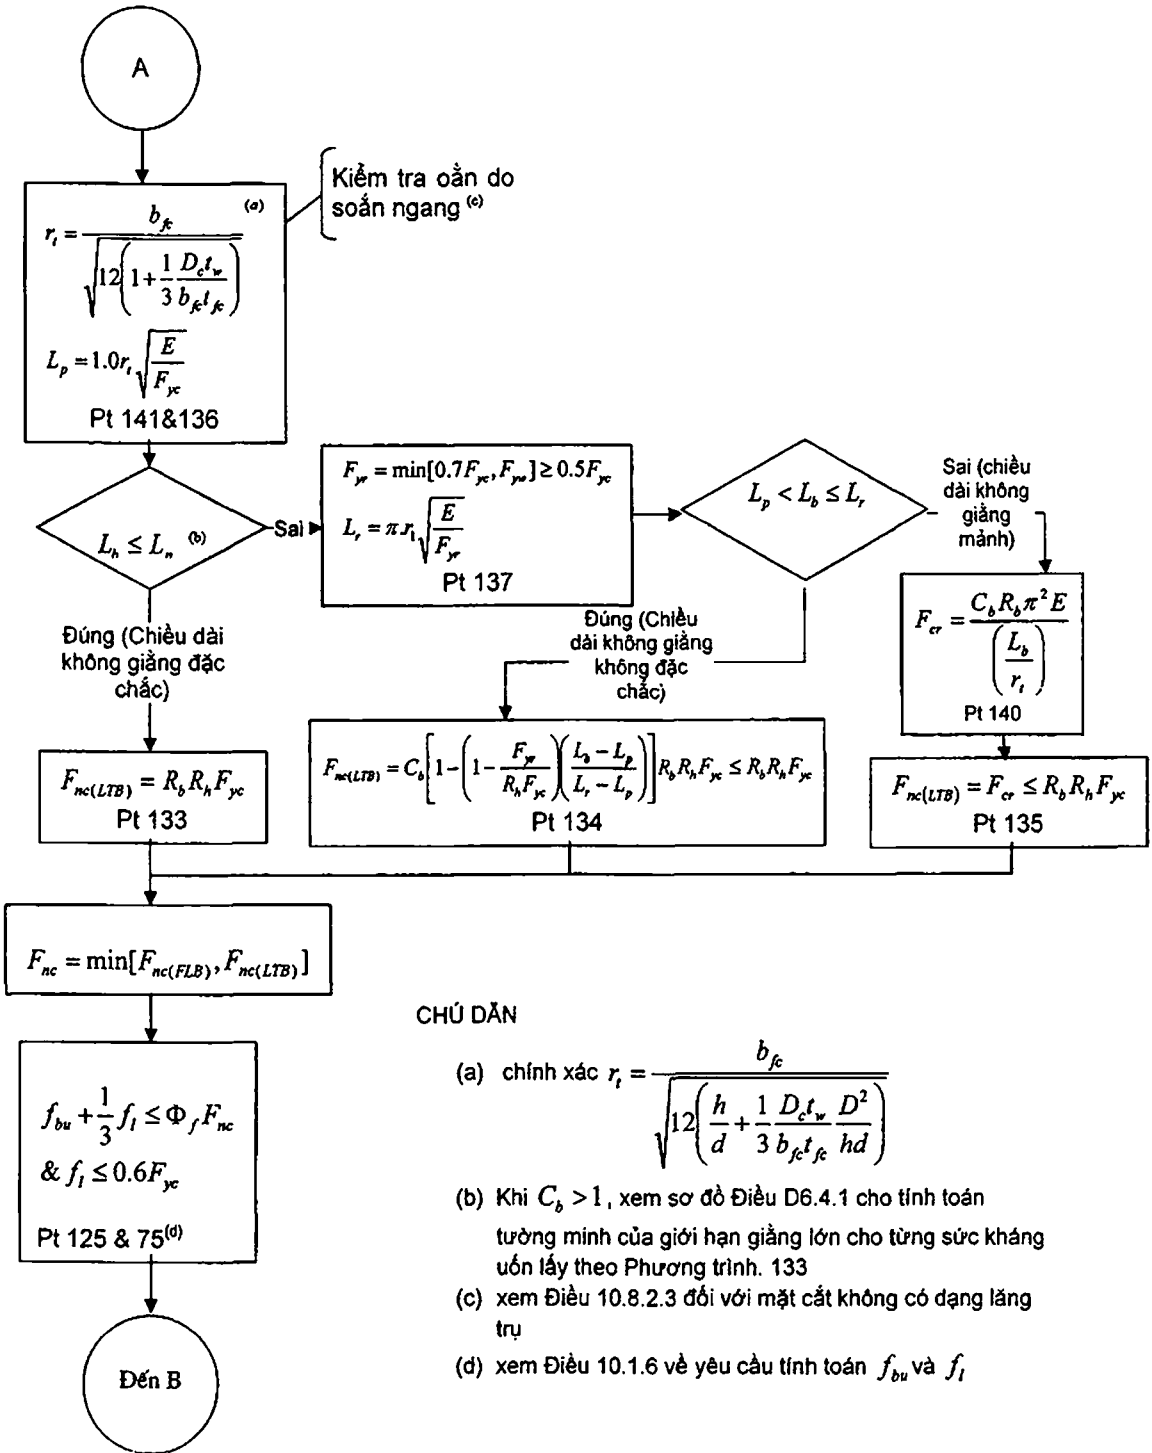 A
r_t = b_fc / √(12(1 + 1/3 D_c t_w / b_fc t_fc)) (a)
L_p = 1.0r_t √(E / F_yc)
Pt 141&136
Kiểm tra oằn do
soắn ngang (c)
L_b ≤ L_p (b)
Sai
F_yr = min[0.7F_yc, F_yw] ≥ 0.5F_yc
L_r = π.r_t √(E / F_yr)
Pt 137
L_p < L_b ≤ L_r
Sai (chiều
dài không
giằng
mảnh)
F_cr = C_b R_b π² E / (L_b / r_t)
Pt 140
Đúng (Chiều dài
không giằng đặc
chắc)
Đúng (Chiều
dài không giằng
không đặc
chắc)
F_nc(LTB) = R_b R_h F_yc
Pt 133
F_nc(LTB) = C_b[1 − (1 − F_yr / R_h F_yc)(L_b − L_p / L_r − L_p)] R_b R_h F_yc ≤ R_b R_h F_yc
Pt 134
F_nc(LTB) = F_cr ≤ R_b R_h F_yc
Pt 135
F_nc = min[F_nc(FLB), F_nc(LTB)]
f_bu + 1/3 f_l ≤ Φ_f F_nc
& f_l ≤ 0.6F_yc
Pt 125 & 75(d)
Đến B
CHÚ DẪN
(a) chính xác r_t = b_fc / √(12(h/d + 1/3 D_c t_w / b_fc t_fc D² / hd))
(b) Khi C_b > 1, xem sơ đồ Điều D6.4.1 cho tính toán
tường minh của giới hạn giằng lớn cho từng sức kháng
uốn lấy theo Phương trình. 133
(c) xem Điều 10.8.2.3 đối với mặt cắt không có dạng lăng
trụ
(d) xem Điều 10.1.6 về yêu cầu tính toán f_bu và f_l